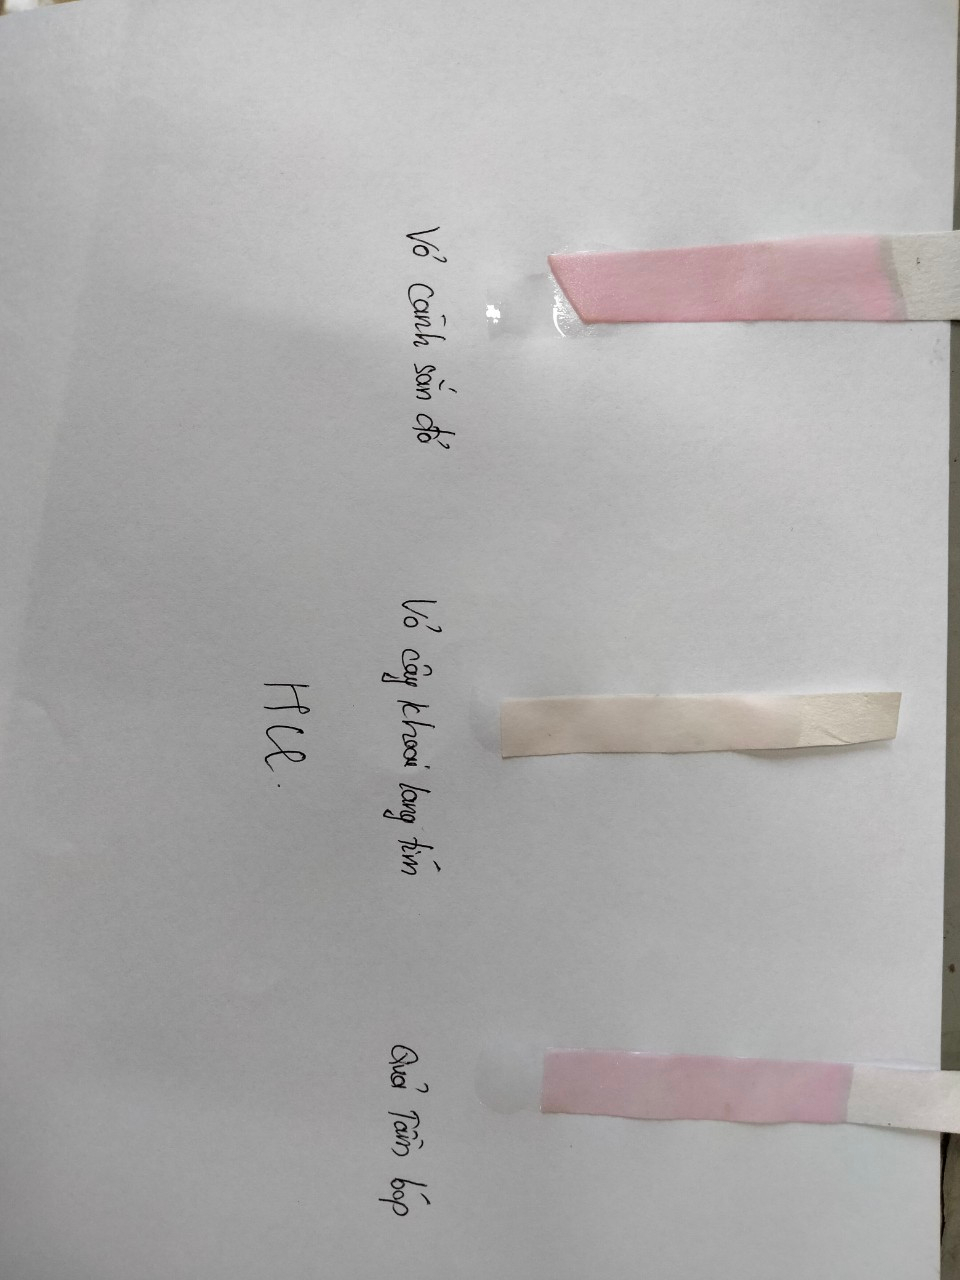 Vỏ cành sắn đỏ
Vỏ cây khoai lang tím
Quả Tầm bóp
HCl.